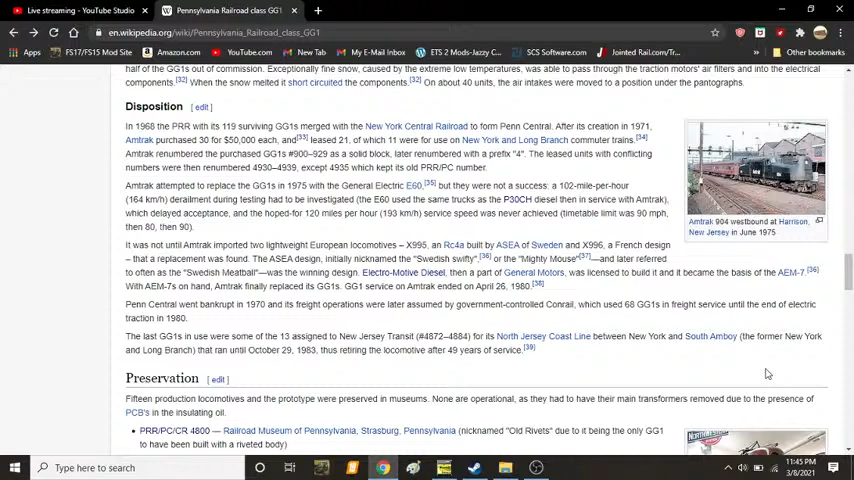 Live streaming - YouTube Studio
Pennsylvania Railroad class GG1
en.wikipedia.org/wiki/Pennsylvania_Railroad_class_GG1
Apps FS17/FS15 Mod Site Amazon.com YouTube.com New Tab My E-mail Inbox ETS 2 Mods-Jazzy C... SCS Software.com Jointed Rail.com/Tr... Other bookmarks
half of the GG1s out of commission. Exceptionally fine snow, caused by the extreme low temperatures, was able to pass through the traction motors' air filters and into the electrical
components.[32] When the snow melted it short circuited the components.[32] On about 40 units, the air intakes were moved to a position under the pantographs.
Disposition [ edit ]
In 1968 the PRR with its 119 surviving GG1s merged with the New York Central Railroad to form Penn Central. After its creation in 1971,
Amtrak purchased 30 for $50,000 each, and[33] leased 21, of which 11 were for use on New York and Long Branch commuter trains.[34]
Amtrak renumbered the purchased GG1s #900–929 as a solid block, later renumbered with a prefix "4". The leased units with conflicting
numbers were then renumbered 4930–4939, except 4935 which kept its old PRR/PC number.
Amtrak attempted to replace the GG1s in 1975 with the General Electric E60,[35] but they were not a success: a 102-mile-per-hour
(164 km/h) derailment during testing had to be investigated (the E60 used the same trucks as the P30CH diesel then in service with Amtrak),
which delayed acceptance, and the hoped-for 120 miles per hour (193 km/h) service speed was never achieved (timetable limit was 90 mph,
then 80, then 90).
Amtrak 904 westbound at Harrison,
New Jersey in June 1975
It was not until Amtrak imported two lightweight European locomotives – X995, an Rc4a built by ASEA of Sweden and X996, a French design
– that a replacement was found. The ASEA design, initially nicknamed the "Swedish swifty",[36] or the "Mighty Mouse"[37]—and later referred
to often as the "Swedish Meatball"—was the winning design. Electro-Motive Diesel, then a part of General Motors, was licensed to build it and it became the basis of the AEM-7.[36]
With AEM-7s on hand, Amtrak finally replaced its GG1s. GG1 service on Amtrak ended on April 26, 1980.[38]
Penn Central went bankrupt in 1970 and its freight operations were later assumed by government-controlled Conrail, which used 68 GG1s in freight service until the end of electric
traction in 1980.
The last GG1s in use were some of the 13 assigned to New Jersey Transit (#4872–4884) for its North Jersey Coast Line between New York and South Amboy (the former New York
and Long Branch) that ran until October 29, 1983, thus retiring the locomotive after 49 years of service.[39]
Preservation [ edit ]
Fifteen production locomotives and the prototype were preserved in museums. None are operational, as they had to have their main transformers removed due to the presence of
PCB's in the insulating oil.
• PRR/PC/CR 4800 — Railroad Museum of Pennsylvania, Strasburg, Pennsylvania (nicknamed "Old Rivets" due to it being the only GG1
to have been built with a riveted body)
Type here to search
11:45 PM
3/8/2021